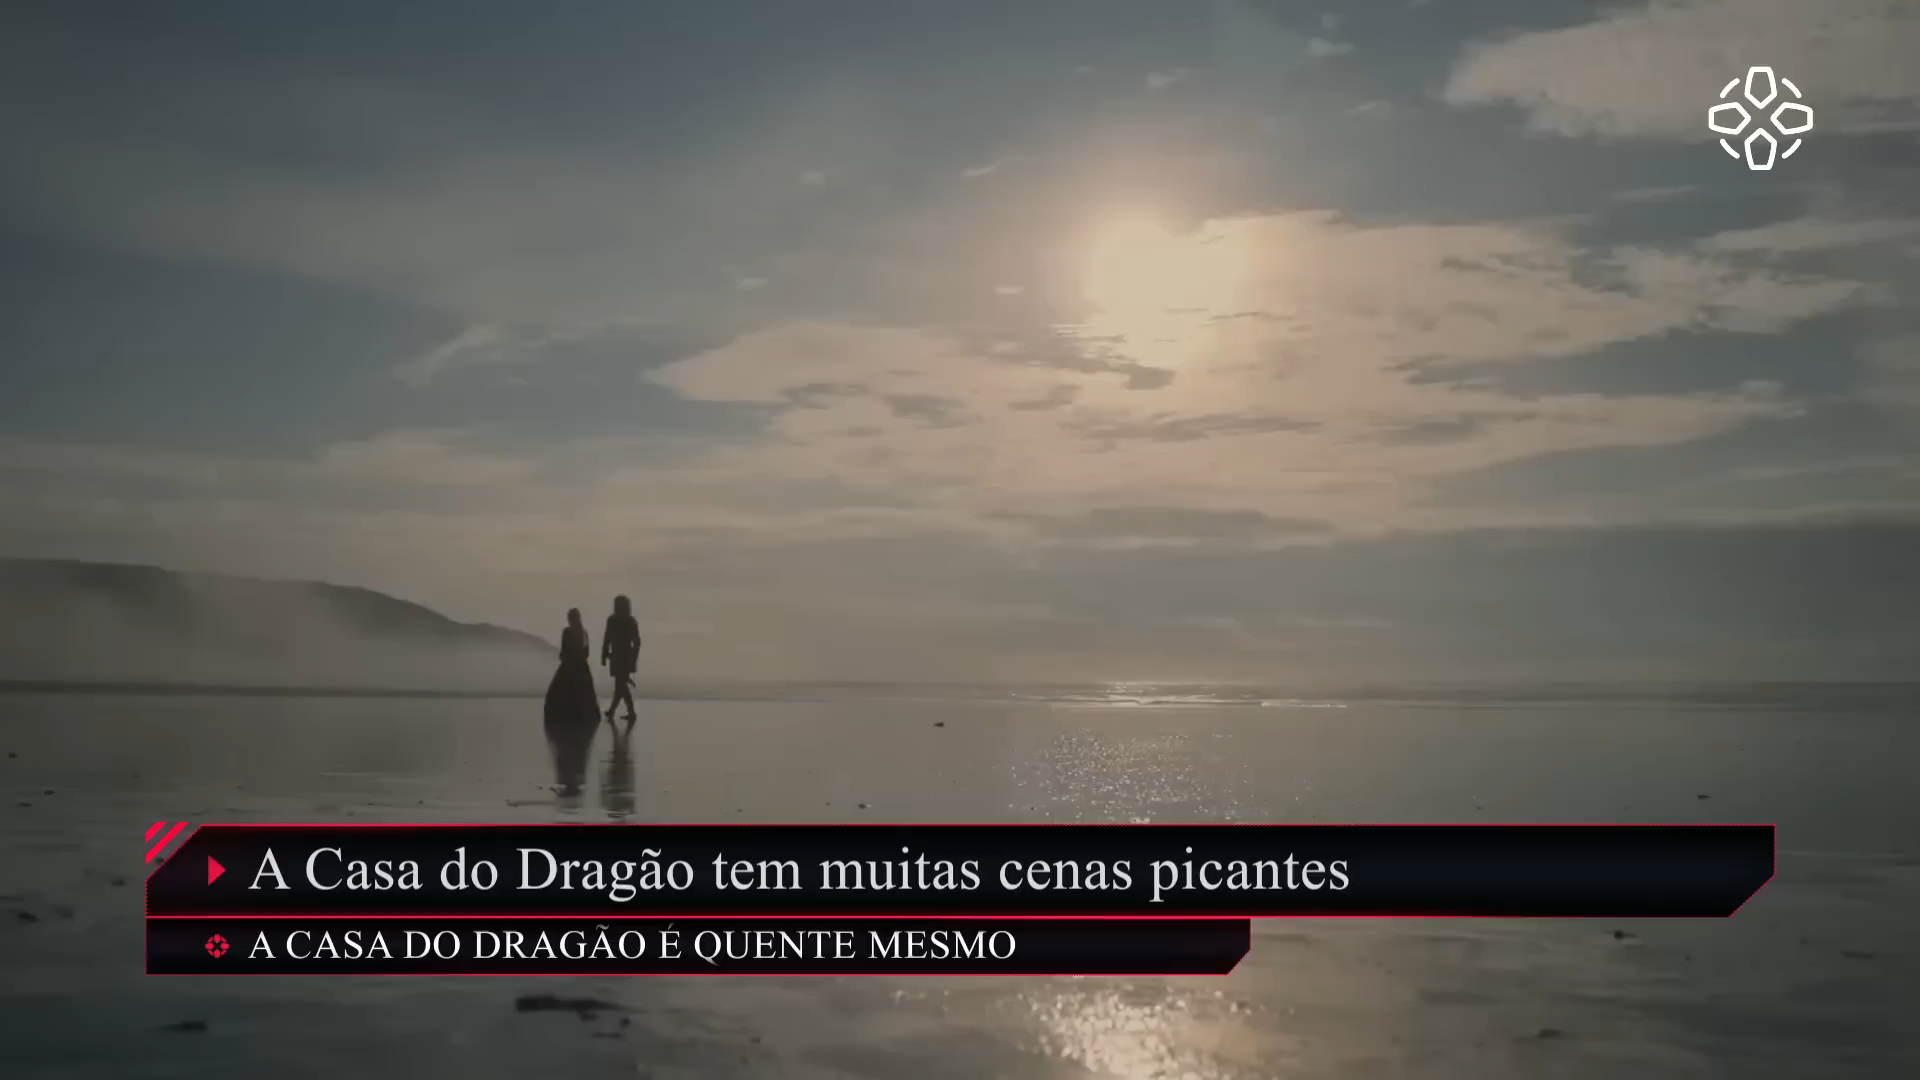 A Casa do Dragão tem muitas cenas picantes
A CASA DO DRAGÃO É QUENTE MESMO